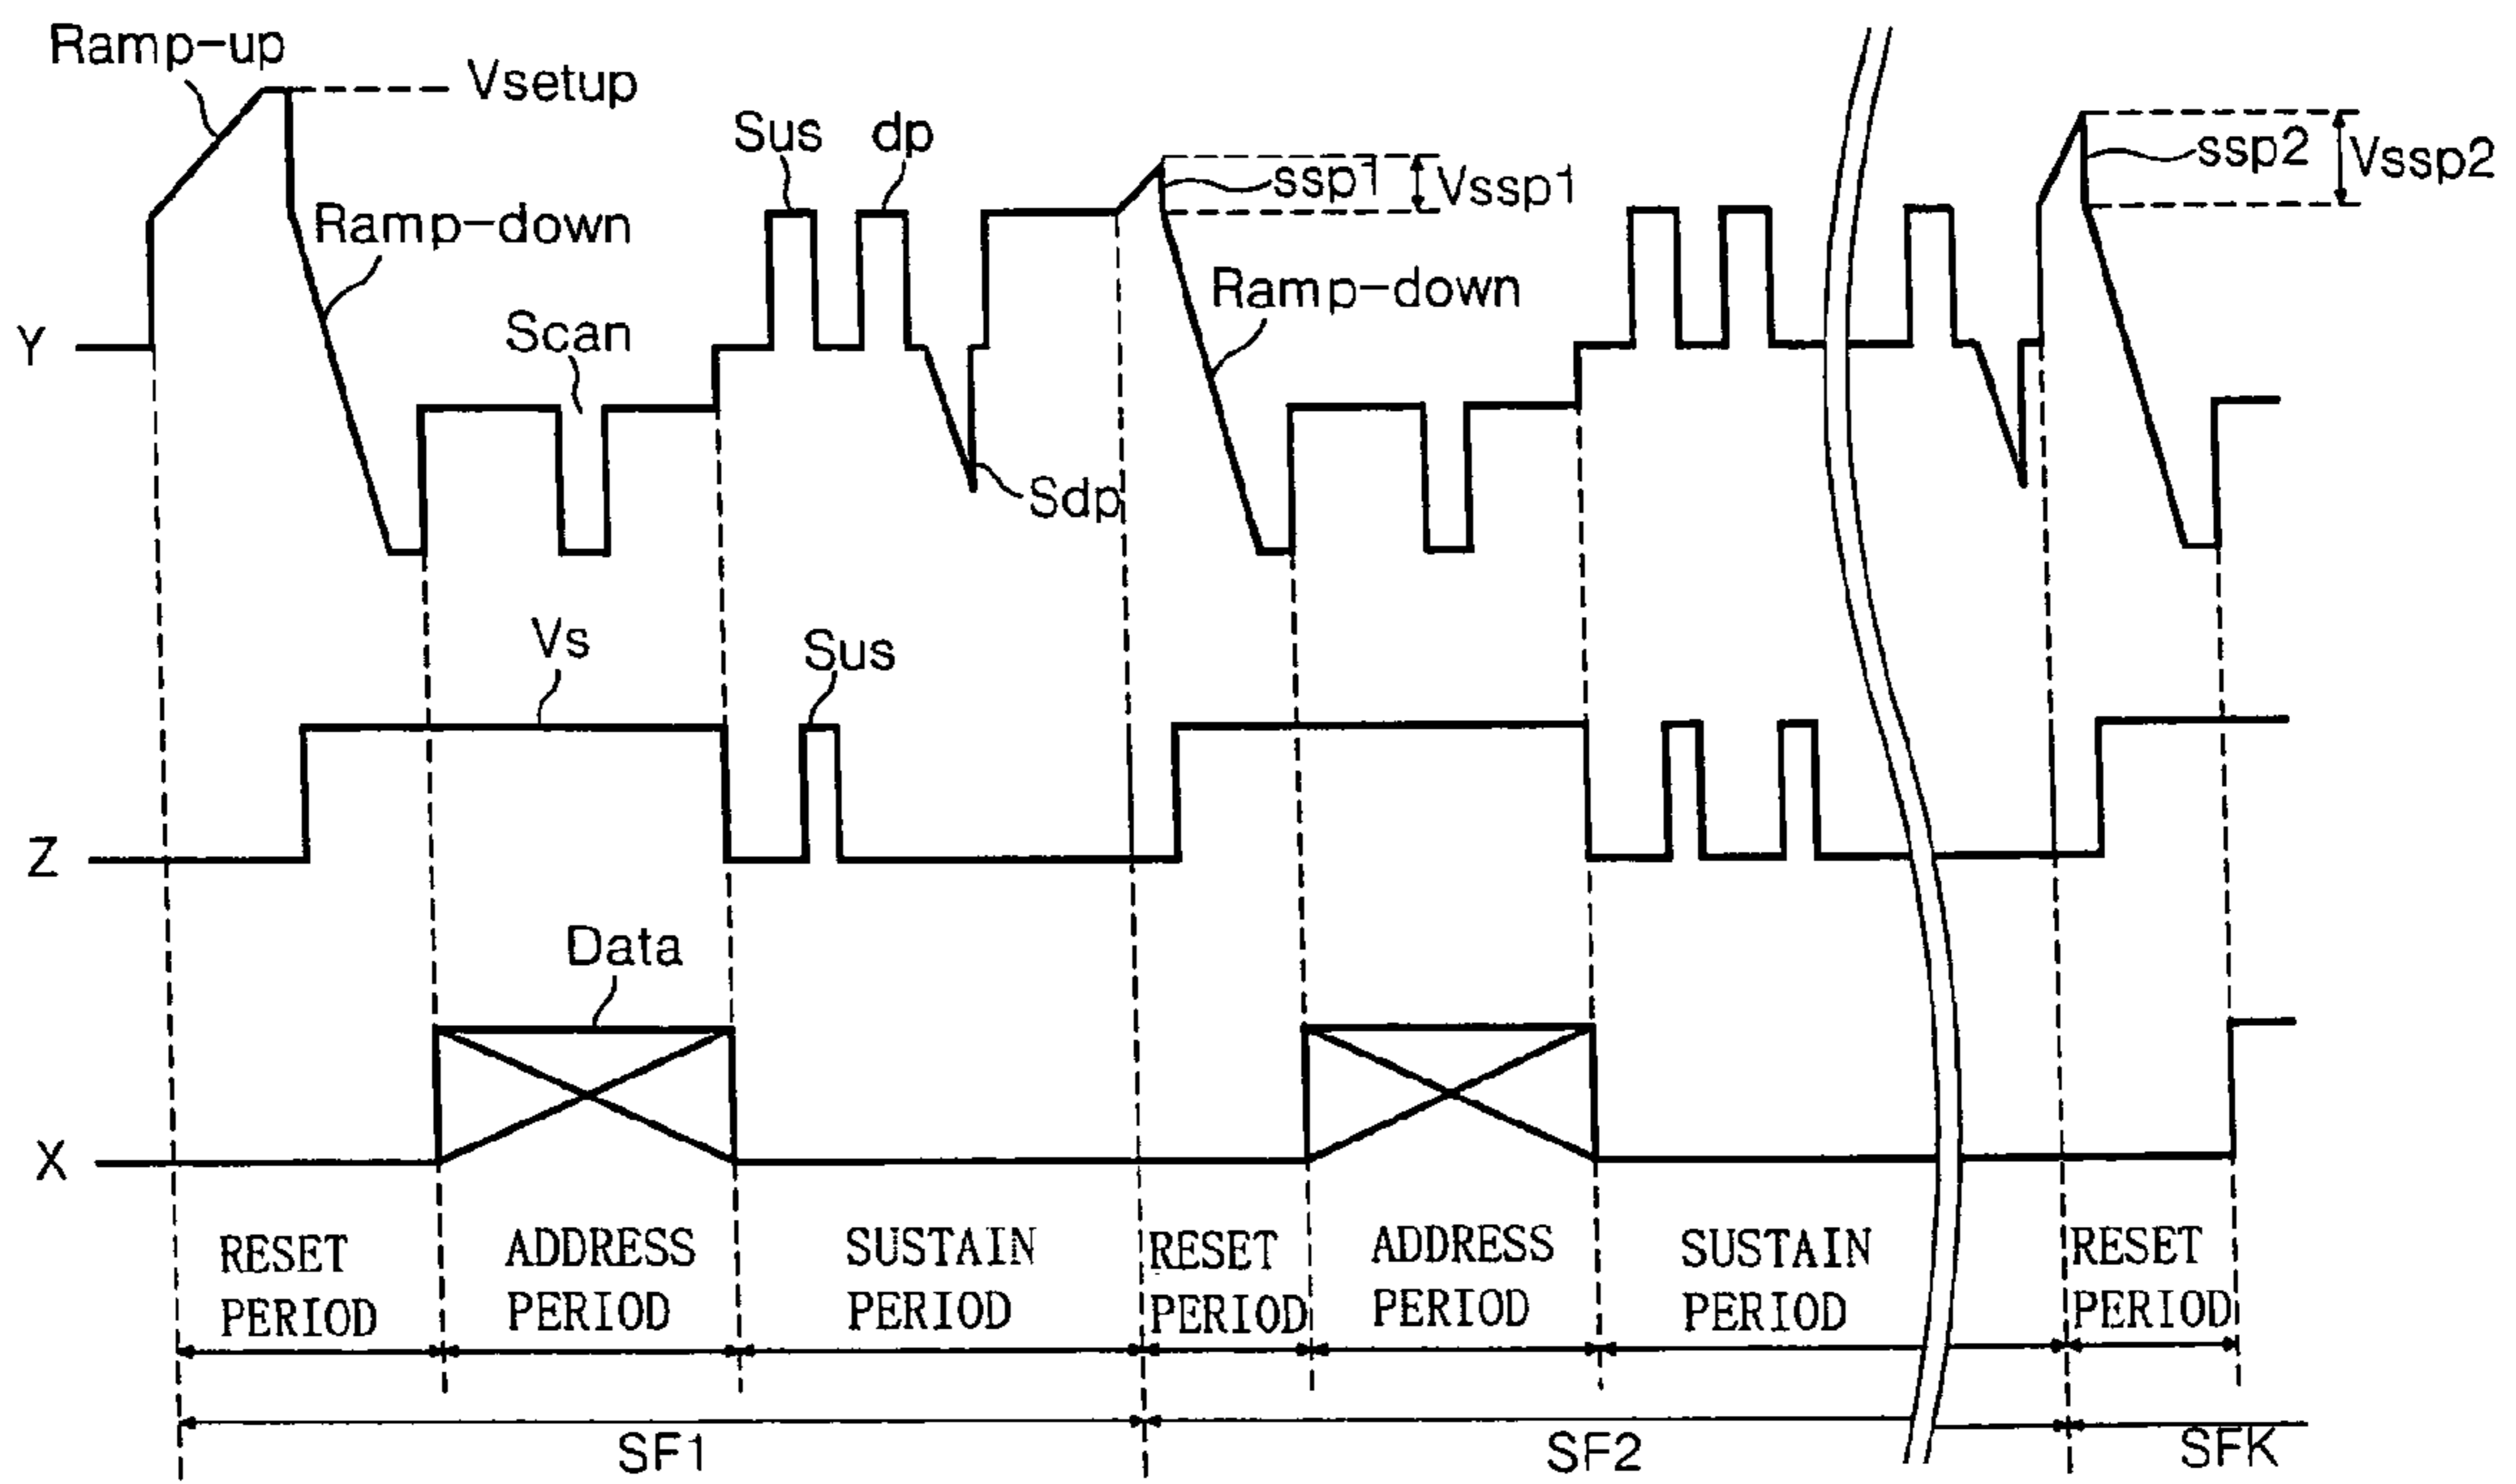 Ramp-up
Vsetup
Sus
dp
ssp1
Vssp1
ssp2
Vssp2
Ramp-down
Ramp-down
Y
Scan
Sdp
Vs
Sus
Z
Data
X
RESET
PERIOD
ADDRESS
PERIOD
SUSTAIN
PERIOD
RESET
PERIOD
ADDRESS
PERIOD
SUSTAIN
PERIOD
RESET
PERIOD
SF1
SF2
SFK